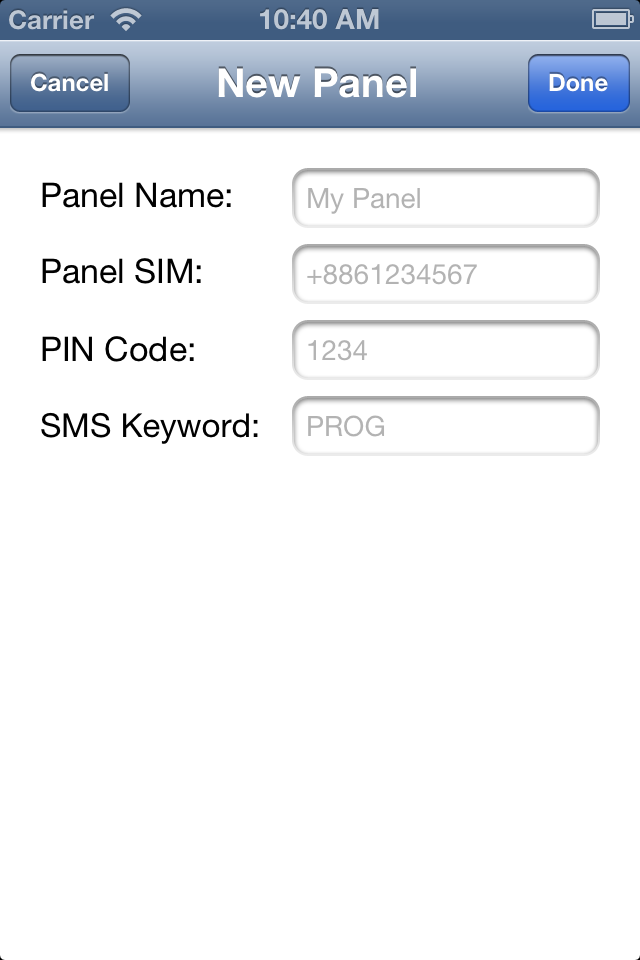 Carrier 10:40 AM
Cancel New Panel Done
Panel Name: My Panel
Panel SIM: +8861234567
PIN Code: 1234
SMS Keyword: PROG